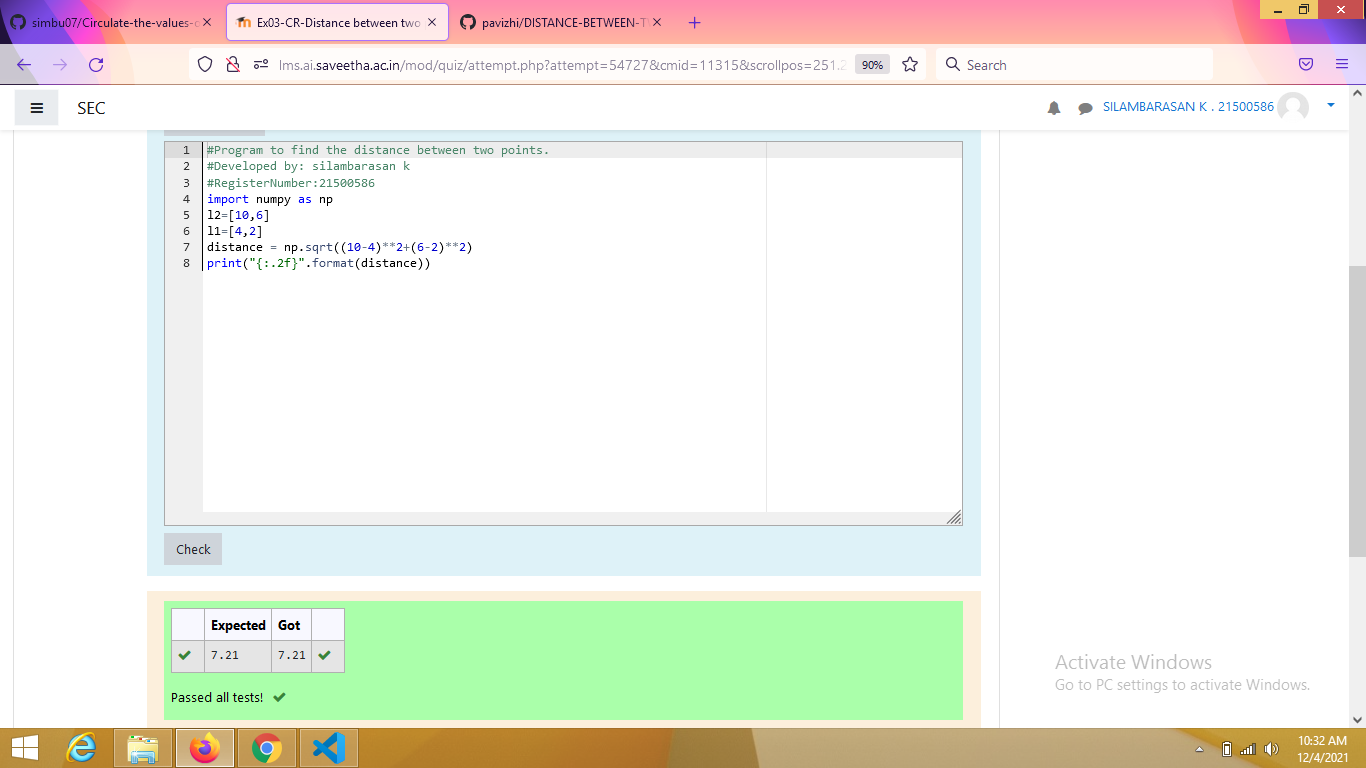 simbu07/Circulate-the-values-o
Ex03-CR-Distance between two
pavizhi/DISTANCE-BETWEEN-T
lms.ai.saveetha.ac.in/mod/quiz/attempt.php?attempt=54727&cmid=11315&scrollpos=251.2
90%
Search
SEC
SILAMBARASAN K . 21500586
1 #Program to find the distance between two points.
2 #Developed by: silambarasan k
3 #RegisterNumber:21500586
4 import numpy as np
5 l2=[10,6]
6 l1=[4,2]
7 distance = np.sqrt((10-4)**2+(6-2)**2)
8 print("{:.2f}".format(distance))
Check
Expected Got
7.21 7.21
Passed all tests!
Activate Windows
Go to PC settings to activate Windows.
10:32 AM
12/4/2021